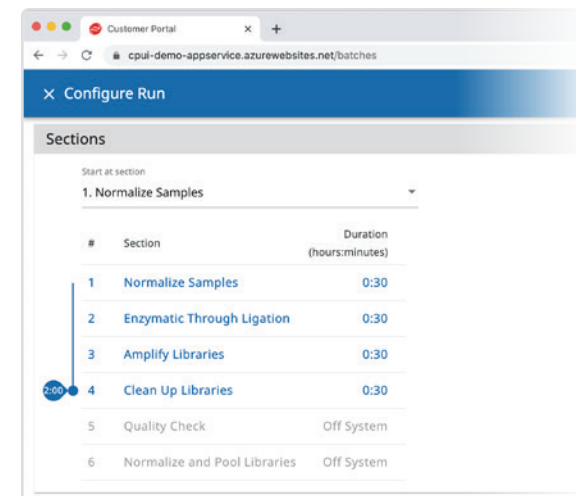 Customer Portal
cpui-demo-appservice.azurewebsites.net/batches
Configure Run
Sections
Start at section
1. Normalize Samples
# Section Duration (hours:minutes)
1 Normalize Samples 0:30
2 Enzymatic Through Ligation 0:30
3 Amplify Libraries 0:30
2:00 4 Clean Up Libraries 0:30
5 Quality Check Off System
6 Normalize and Pool Libraries Off System